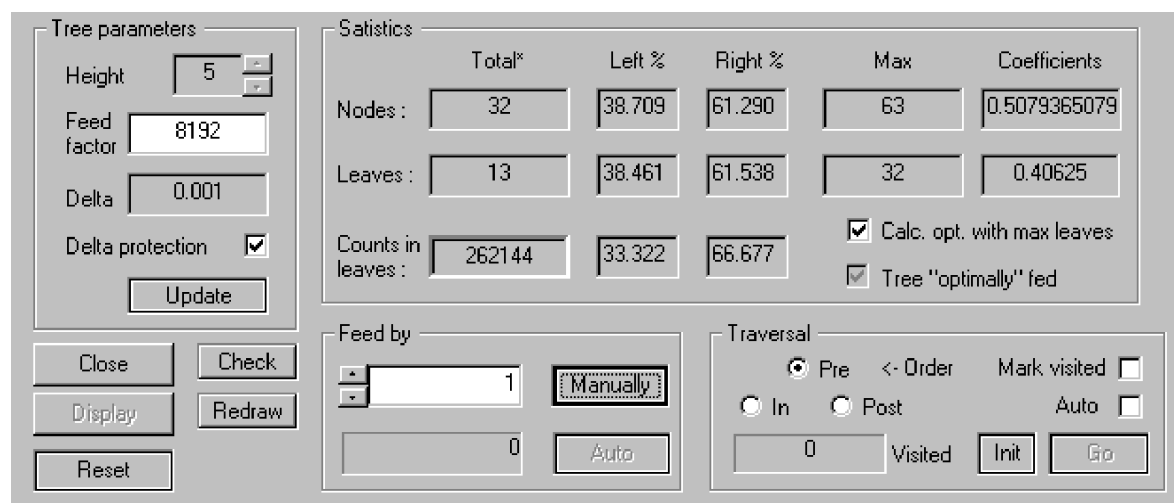 Tree parameters
Height 5
Feed factor 8192
Delta 0.001
Delta protection
Update
Close
Check
Display
Redraw
Reset
Satistics
Total* Left % Right % Max Coefficients
Nodes : 32 38.709 61.290 63 0.5079365079
Leaves : 13 38.461 61.538 32 0.40625
Counts in leaves : 262144 33.322 66.677
Calc. opt. with max leaves
Tree "optimally" fed
Feed by
1 Manually
0 Auto
Traversal
Pre <- Order Mark visited
In Post Auto
0 Visited Init Go